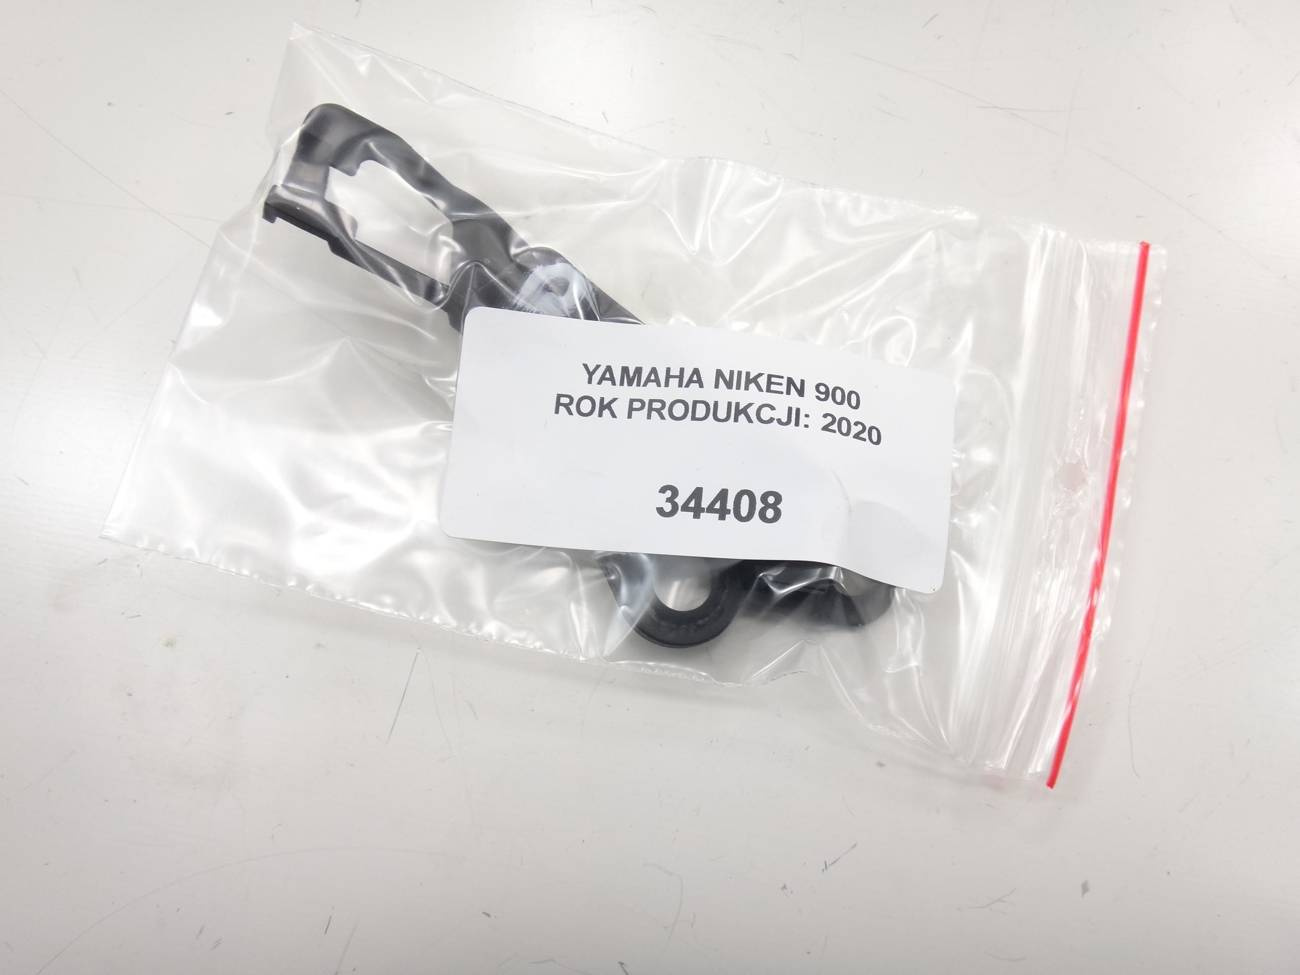 YAMAHA NIKEN 900
ROK PRODUKCJI: 2020
34408